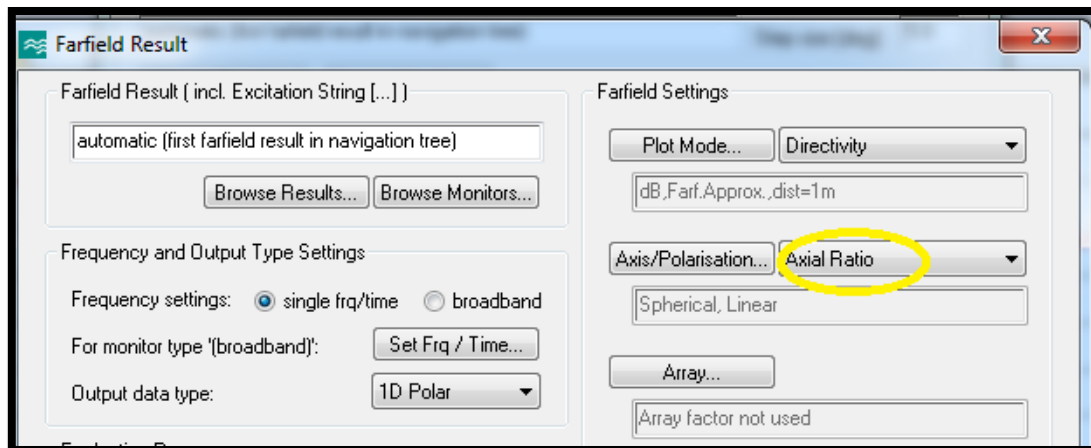 Farfield Result
X
Farfield Result ( incl. Excitation String [...] )
automatic (first farfield result in navigation tree)
Browse Results...
Browse Monitors...
Frequency and Output Type Settings
Frequency settings: single frq/time broadband
For monitor type '(broadband)': Set Frq / Time...
Output data type: 1D Polar
Farfield Settings
Plot Mode... Directivity
dB,Farf.Approx.,dist=1m
Axis/Polarisation... Axial Ratio
Spherical, Linear
Array...
Array factor not used